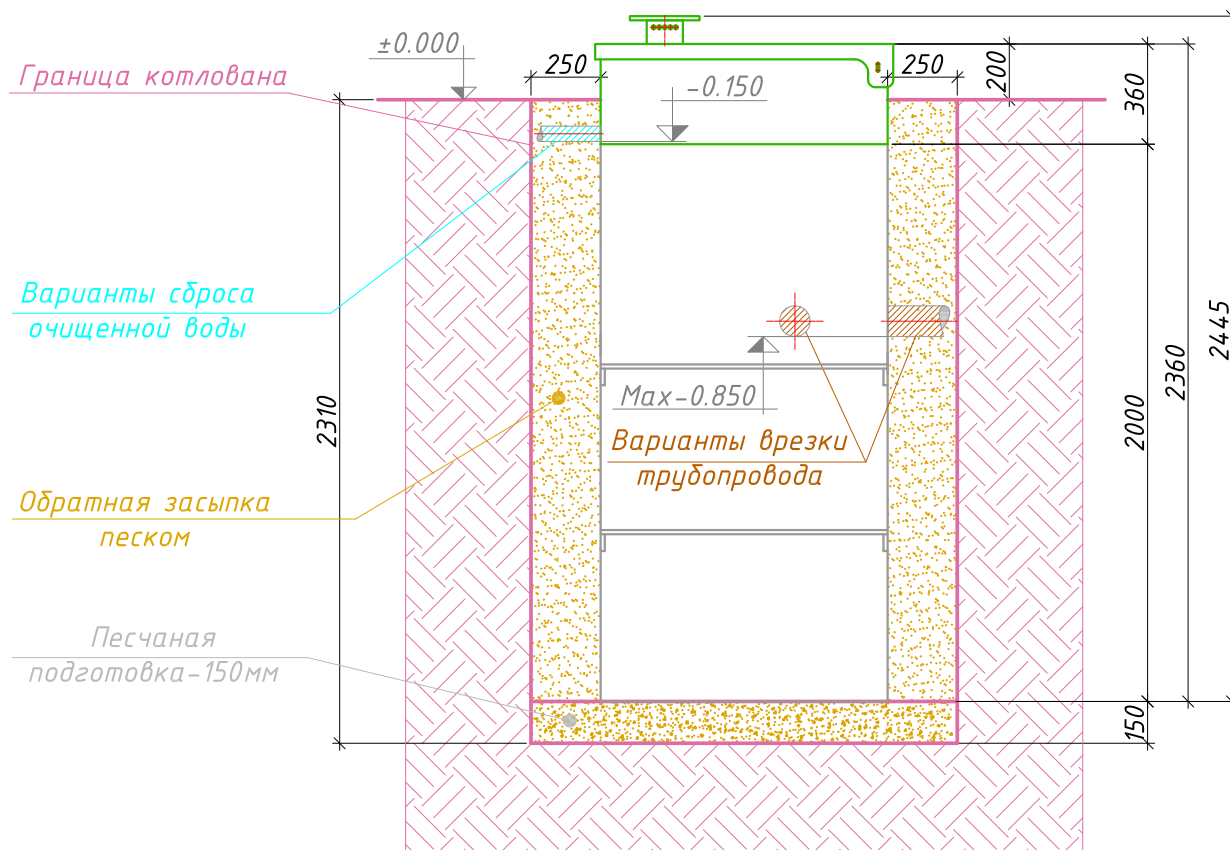 ±0.000
Граница котлована
250
250
200
360
-0.150
Варианты сброса
очищенной воды
2445
2360
2310
2000
Max-0.850
Варианты врезки
трубопровода
Обратная засыпка
песком
Песчаная
подготовка-150мм
150